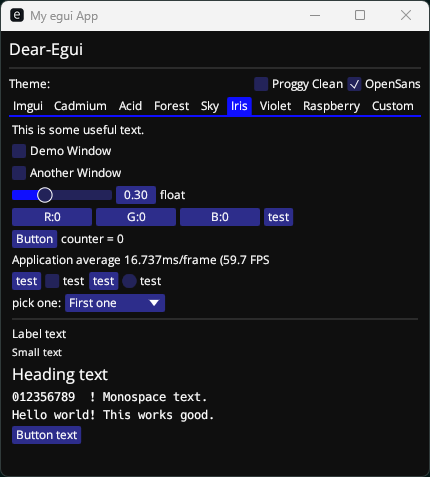 e My egui App
Dear-Egui
Theme: Proggy Clean OpenSans
Imgui Cadmium Acid Forest Sky Iris Violet Raspberry Custom
This is some useful text.
Demo Window
Another Window
0.30 float
R:0 G:0 B:0 test
Button counter = 0
Application average 16.737ms/frame (59.7 FPS
test test test test
pick one: First one
Label text
Small text
Heading text
012356789  ! Monospace text.
Hello world! This works good.
Button text